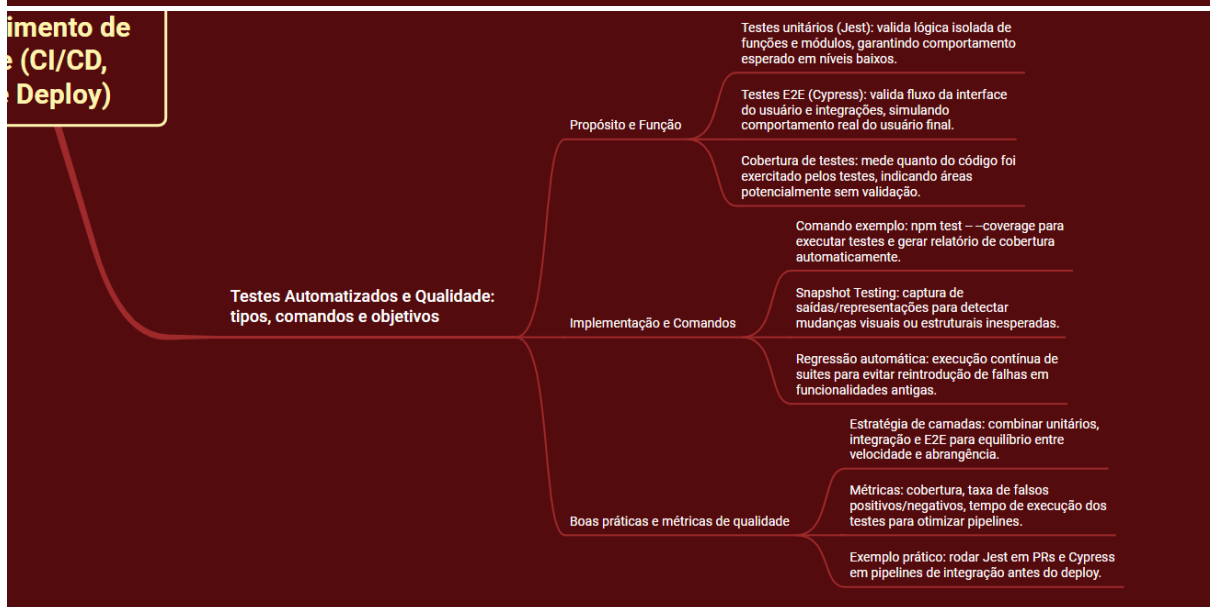 imento de
(CI/CD,
Deploy)
Testes Automatizados e Qualidade:
tipos, comandos e objetivos
Propósito e Função
Testes unitários (Jest): valida lógica isolada de
funções e módulos, garantindo comportamento
esperado em níveis baixos.
Testes E2E (Cypress): valida fluxo da interface
do usuário e integrações, simulando
comportamento real do usuário final.
Cobertura de testes: mede quanto do código foi
exercitado pelos testes, indicando áreas
potencialmente sem validação.
Implementação e Comandos
Comando exemplo: npm test – –coverage para
executar testes e gerar relatório de cobertura
automaticamente.
Snapshot Testing: captura de
saídas/representações para detectar
mudanças visuais ou estruturais inesperadas.
Regressão automática: execução contínua de
suites para evitar reintrodução de falhas em
funcionalidades antigas.
Boas práticas e métricas de qualidade
Estratégia de camadas: combinar unitários,
integração e E2E para equilíbrio entre
velocidade e abrangência.
Métricas: cobertura, taxa de falsos
positivos/negativos, tempo de execução dos
testes para otimizar pipelines.
Exemplo prático: rodar Jest em PRs e Cypress
em pipelines de integração antes do deploy.